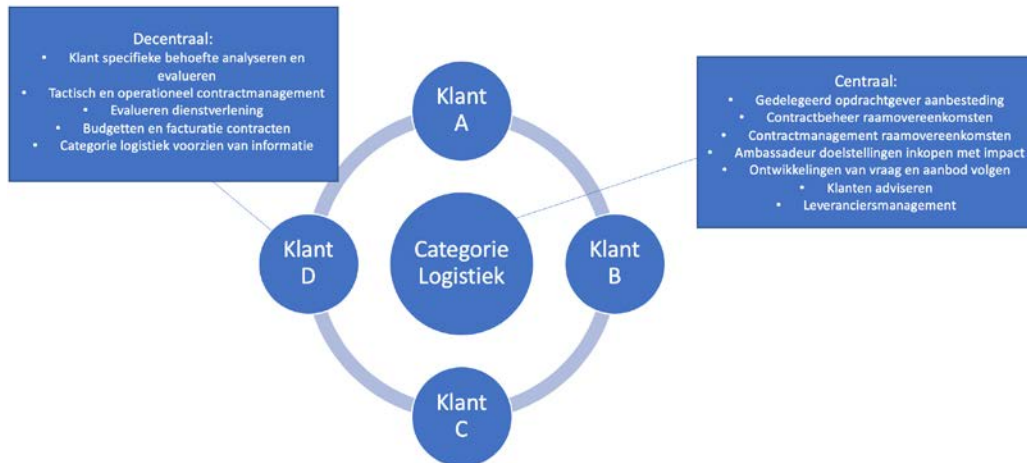 Decentraal:
• Klant specifieke behoefte analyseren en
evalueren
• Tactisch en operationeel contractmanagement
• Evalueren dienstverlening
• Budgetten en facturatie contracten
• Categorie logistiek voorzien van informatie
Klant
A
Centraal:
• Gedelegeerd opdrachtgever aanbesteding
• Contractbeheer raamovereenkomsten
• Contractmanagement raamovereenkomsten
• Ambassadeur doelstellingen inkopen met impact
• Ontwikkelingen van vraag en aanbod volgen
• Klanten adviseren
• Leveranciersmanagement
Klant
D
Categorie
Logistiek
Klant
B
Klant
C